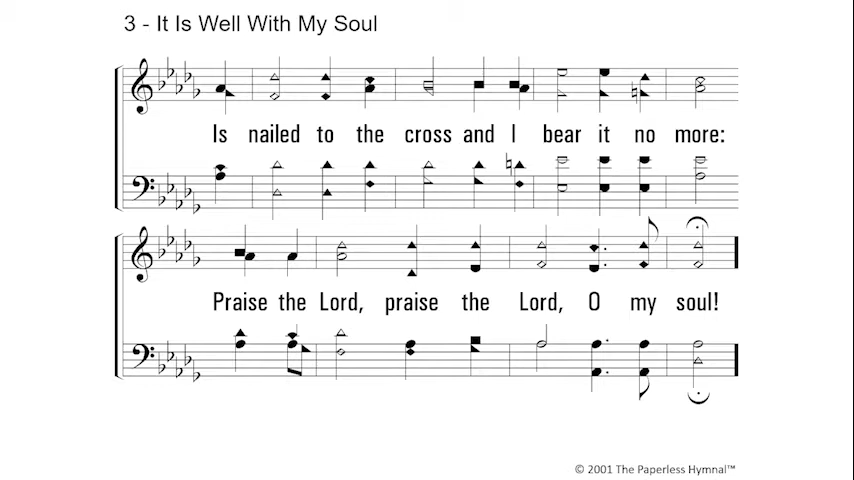 3 - It Is Well With My Soul
Is nailed to the cross and I bear it no more:
Praise the Lord, praise the Lord, O my soul!
© 2001 The Paperless Hymnal™